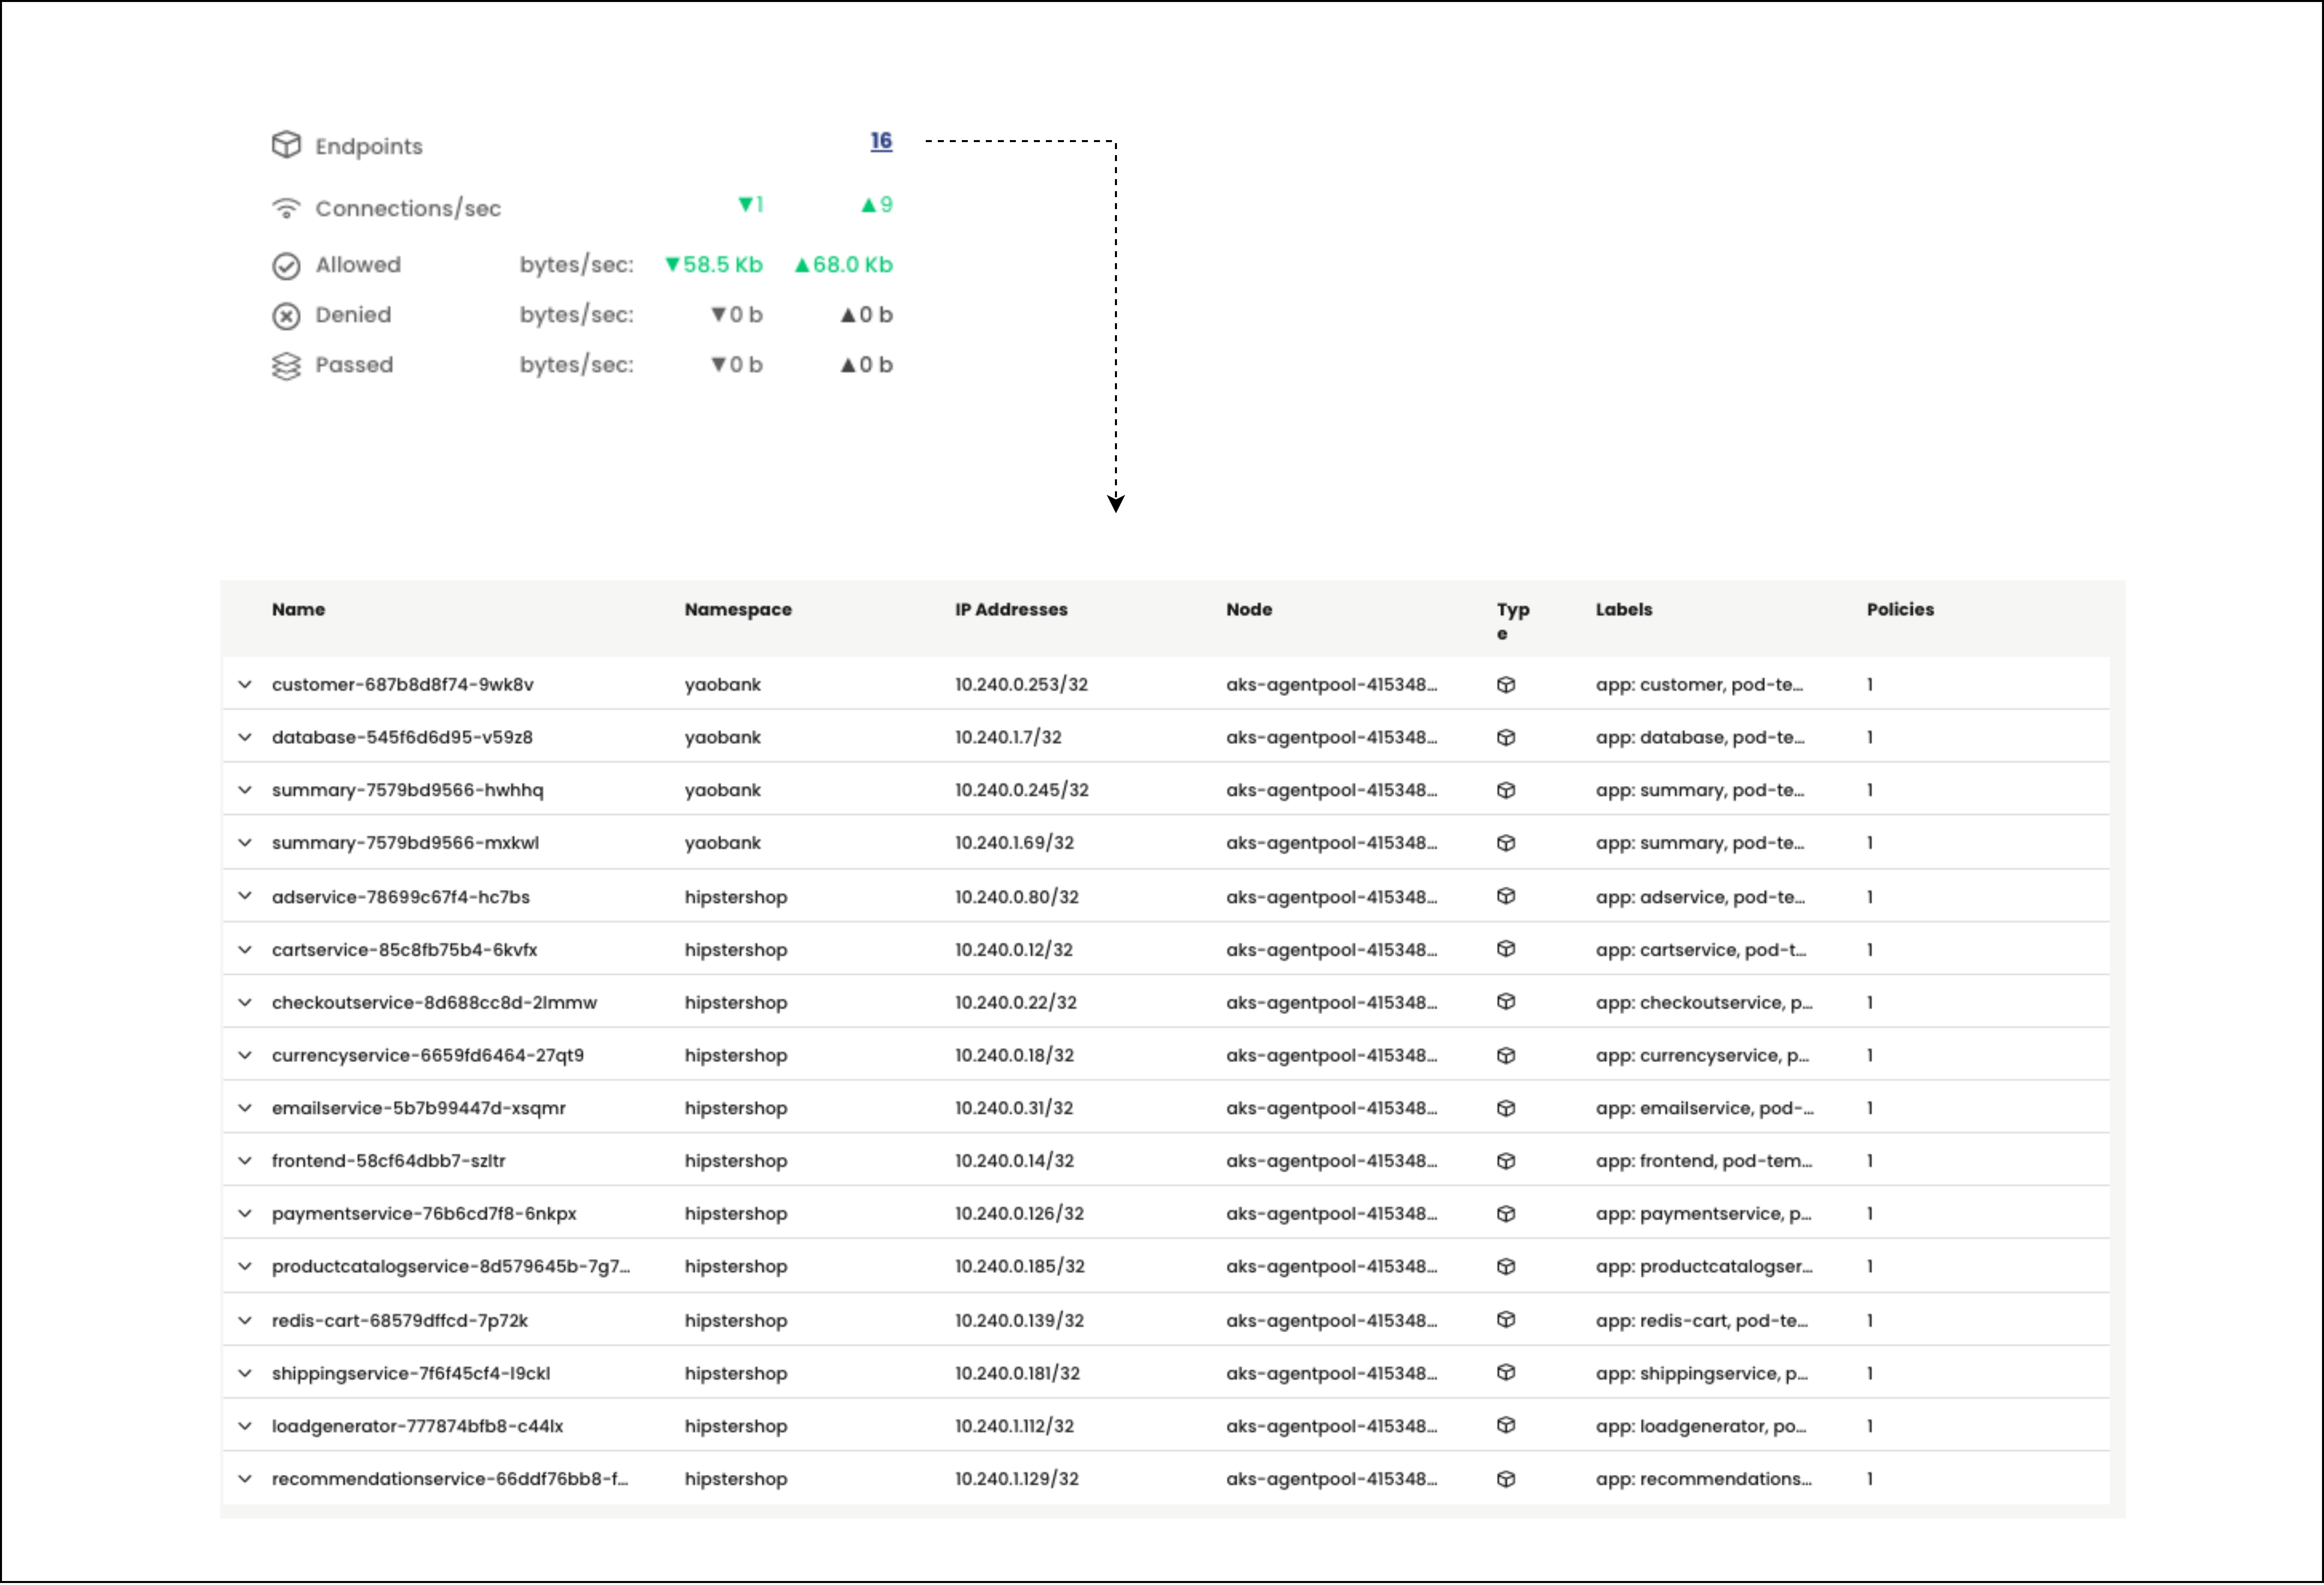 Endpoints 16
Connections/sec ▼1 ▲9
Allowed bytes/sec: ▼58.5 Kb ▲68.0 Kb
Denied bytes/sec: ▼0 b ▲0 b
Passed bytes/sec: ▼0 b ▲0 b
Name Namespace IP Addresses Node Type Labels Policies
customer-687b8d8f74-9wk8v yaobank 10.240.0.253/32 aks-agentpool-415348... app: customer, pod-te... 1
database-545f6d6d95-v59z8 yaobank 10.240.1.7/32 aks-agentpool-415348... app: database, pod-te... 1
summary-7579bd9566-hwhhq yaobank 10.240.0.245/32 aks-agentpool-415348... app: summary, pod-te... 1
summary-7579bd9566-mxkwl yaobank 10.240.1.69/32 aks-agentpool-415348... app: summary, pod-te... 1
adservice-78699c67f4-hc7bs hipstershop 10.240.0.80/32 aks-agentpool-415348... app: adservice, pod-te... 1
cartservice-85c8fb75b4-6kvfx hipstershop 10.240.0.12/32 aks-agentpool-415348... app: cartservice, pod-t... 1
checkoutservice-8d688cc8d-2lmmw hipstershop 10.240.0.22/32 aks-agentpool-415348... app: checkoutservice, p... 1
currencyservice-6659fd6464-27qt9 hipstershop 10.240.0.18/32 aks-agentpool-415348... app: currencyservice, p... 1
emailservice-5b7b99447d-xsqmr hipstershop 10.240.0.31/32 aks-agentpool-415348... app: emailservice, pod-... 1
frontend-58cf64dbb7-szltr hipstershop 10.240.0.14/32 aks-agentpool-415348... app: frontend, pod-tem... 1
paymentservice-76b6cd7f8-6nkpx hipstershop 10.240.0.126/32 aks-agentpool-415348... app: paymentservice, p... 1
productcatalogservice-8d579645b-7g7... hipstershop 10.240.0.185/32 aks-agentpool-415348... app: productcatalogser... 1
redis-cart-68579dffcd-7p72k hipstershop 10.240.0.139/32 aks-agentpool-415348... app: redis-cart, pod-te... 1
shippingservice-7f6f45cf4-l9ckl hipstershop 10.240.0.181/32 aks-agentpool-415348... app: shippingservice, p... 1
loadgenerator-777874bfb8-c44lx hipstershop 10.240.1.112/32 aks-agentpool-415348... app: loadgenerator, po... 1
recommendationservice-66ddf76bb8-f... hipstershop 10.240.1.129/32 aks-agentpool-415348... app: recommendations... 1